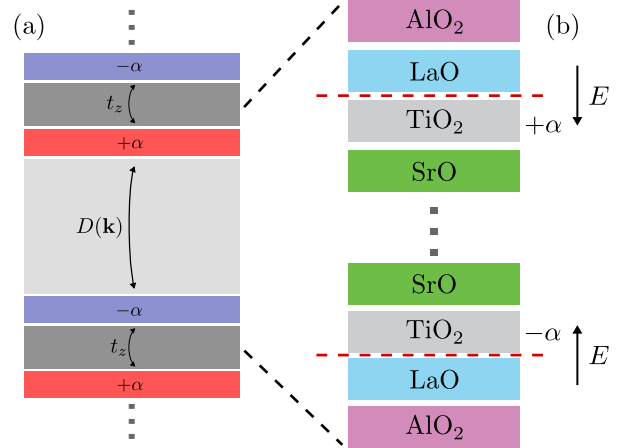 (a)
−α
t_z
+α
D(k)
−α
t_z
+α
(b)
AlO₂
LaO
E
TiO₂
+α
SrO
SrO
TiO₂
−α
E
LaO
AlO₂